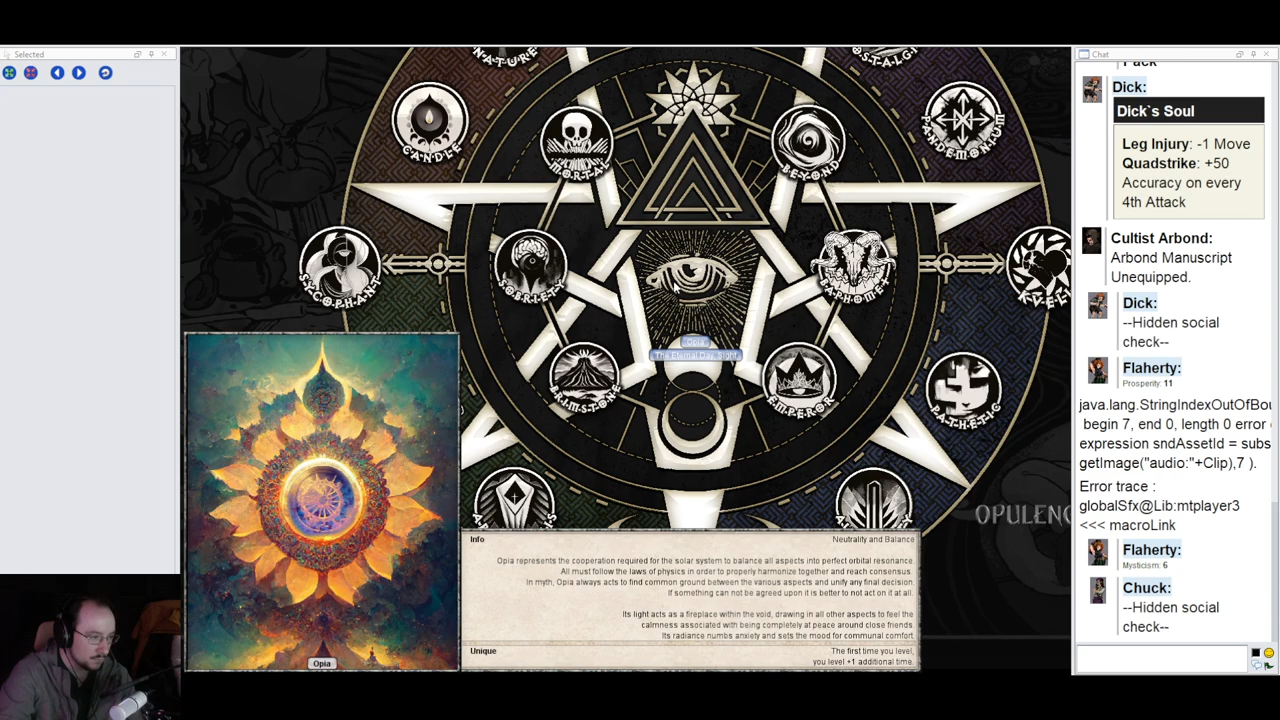 Selected
NATURE
CANDLE
MORTAL
BEYOND
PANDEMONIUM
SYCOPHANT
SOBRIETY
BAPHOMET
Opia
The Eternal Day, Sight
BRIMSTONE
EMPEROR
PATHETIC
OPULENC
Opia
Info
Neutrality and Balance
Opia represents the cooperation required for the solar system to balance all aspects into perfect orbital resonance.
All must follow the laws of physics in order to properly harmonize together and reach consensus.
In myth, Opia always acts to find common ground between the various aspects and unify any final decision.
If something can not be agreed upon it is better to not act on it at all.
Its light acts as a fireplace within the void, drawing in all other aspects to feel the
calmness associated with being completely at peace around close friends.
Its radiance numbs anxiety and sets the mood for communal comfort.
Unique
The first time you level,
you level +1 additional time.
Chat
Pack
Dick:
Dick`s Soul
Leg Injury: -1 Move
Quadstrike: +50
Accuracy on every
4th Attack
Cultist Arbond:
Arbond Manuscript
Unequipped.
Dick:
--Hidden social
check--
Flaherty:
Prosperity: 11
java.lang.StringIndexOutOfBou
begin 7, end 0, length 0 error
expression sndAssetId = subs
getImage("audio:"+Clip),7 ).
Error trace :
globalSfx@Lib:mtplayer3
<<< macroLink
Flaherty:
Mysticism: 6
Chuck:
--Hidden social
check--